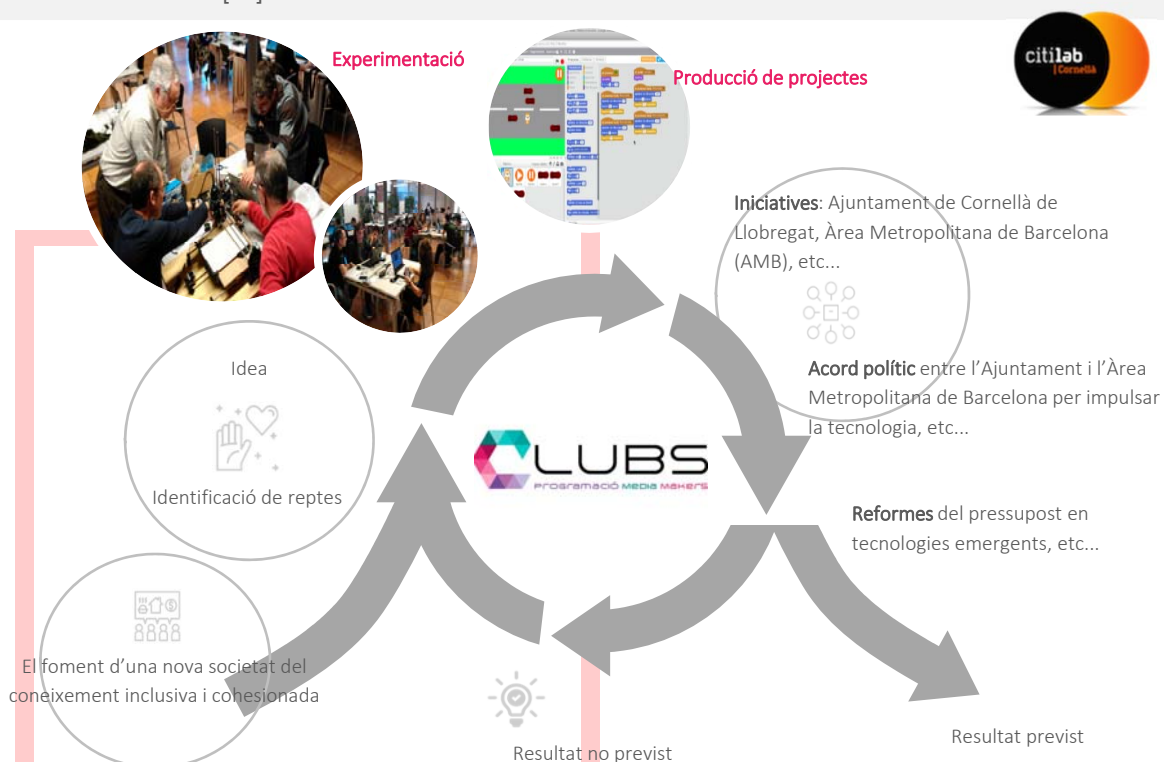 citilab
Cornellà
Experimentació
Producció de projectes
Iniciatives: Ajuntament de Cornellà de
Llobregat, Àrea Metropolitana de Barcelona
(AMB), etc...
Idea
Identificació de reptes
Acord polític entre l'Ajuntament i l'Àrea
Metropolitana de Barcelona per impulsar
la tecnologia, etc...
CLUBS
Programació Media Makers
Reformes del pressupost en
tecnologies emergents, etc...
El foment d'una nova societat del
coneixement inclusiva i cohesionada
Resultat previst
Resultat no previst